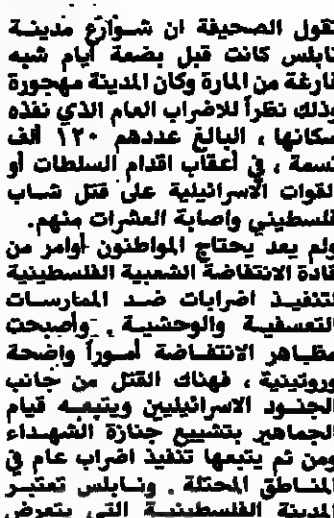 تقول الصحيفة ان شوارع مدينة
نابلس كانت قبل بضعة أيام شبه
فارغة من المارة وكأن المدينة مهجورة
وذلك نظراً للاضراب العام الذي نفذه
سكانها ، البالغ عددهم ١٢٠ الف
نسمة ، في أعقاب اقدام السلطات أو
القوات الاسرائيلية على قتل شاب
فلسطيني واصابة العشرات منهم.
ولم يعد يحتاج المواطنون أوامر من
قادة الانتفاضة الشعبية الفلسطينية
لتنفيذ اضرابات ضد الممارسات
التعسفية والوحشية . وأصبحت
مظاهر الانتفاضة أموراً واضحة
وروتينية ، فهناك القتل من جانب
الجنود الاسرائيليين ويتبعه قيام
الجماهير بتشييع جنازة الشهداء
ومن ثم يتبعها تنفيذ اضراب عام في
المناطق المحتلة . ونابلس تعتبر
المدينة الفلسطينية التي يتعرض